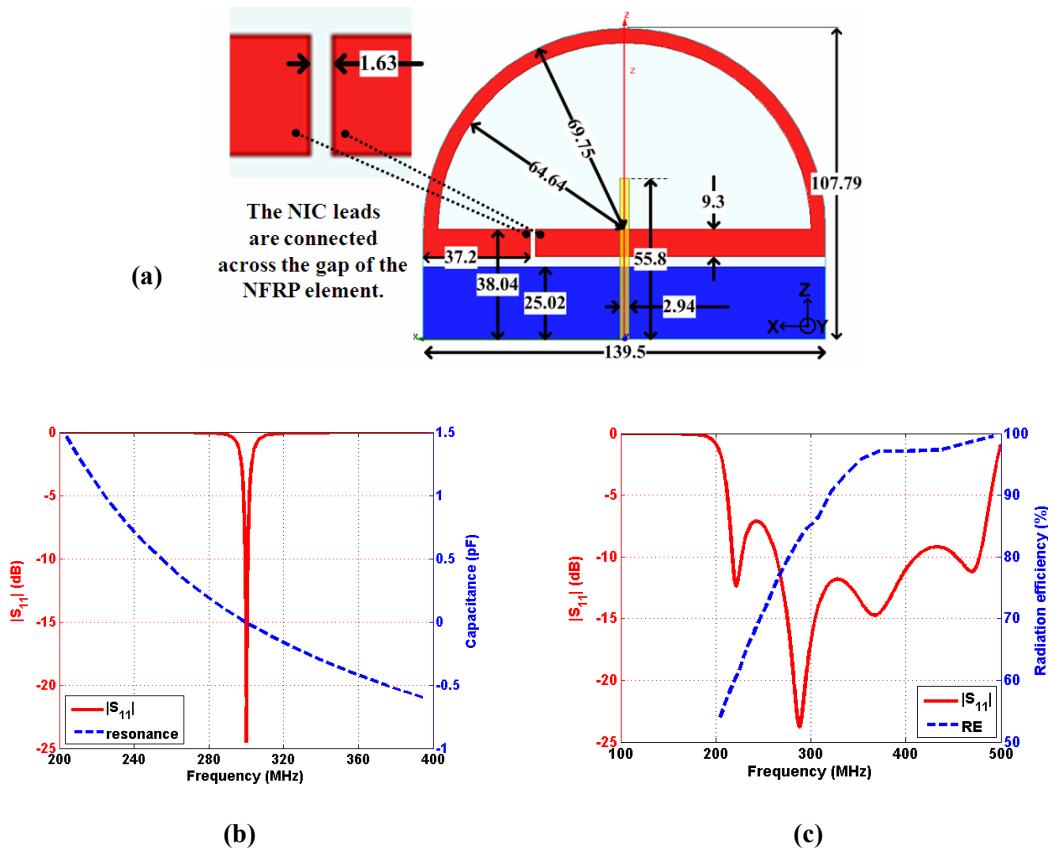 1.63
z
z
69.75
64.64
107.79
9.3
The NIC leads
are connected
across the gap of the
NFRP element.
(a)
37.2
38.04
25.02
55.8
2.94
Z
X
Y
x
139.5
0
-5
-10
-15
-20
-25
|S11| (dB)
1.5
1
0.5
0
-0.5
-1
Capacitance (pF)
|S11|
resonance
200
240
280
320
360
400
Frequency (MHz)
(b)
0
-5
-10
-15
-20
-25
|S11| (dB)
100
90
80
70
60
50
Radiation efficiency (%)
|S11|
RE
100
200
300
400
500
Frequency (MHz)
(c)